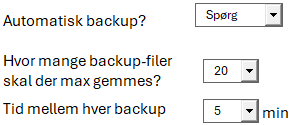 Automatisk backup? Spørg
Hvor mange backup-filer
skal der max gemmes? 20
Tid mellem hver backup 5 min